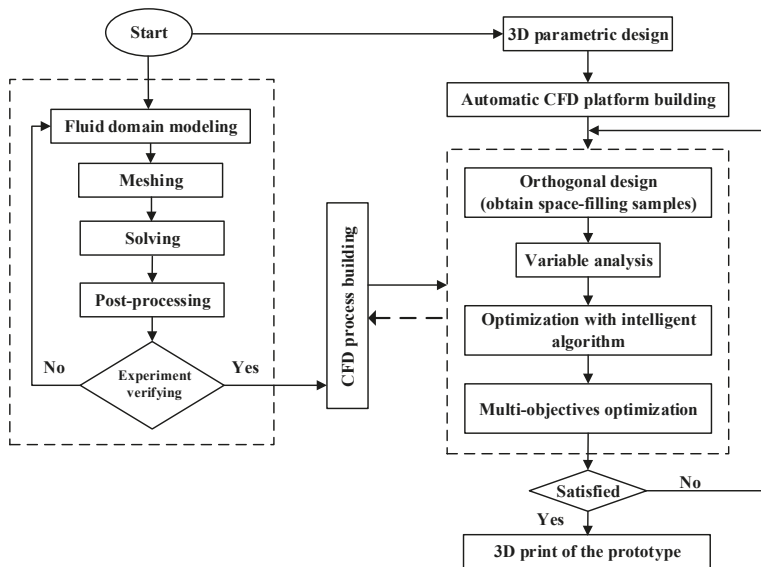 Start
3D parametric design
Automatic CFD platform building
Fluid domain modeling
Meshing
Solving
Post-processing
Experiment
verifying
No
Yes
CFD process building
Orthogonal design
(obtain space-filling samples)
Variable analysis
Optimization with intelligent
algorithm
Multi-objectives optimization
Satisfied
No
Yes
3D print of the prototype